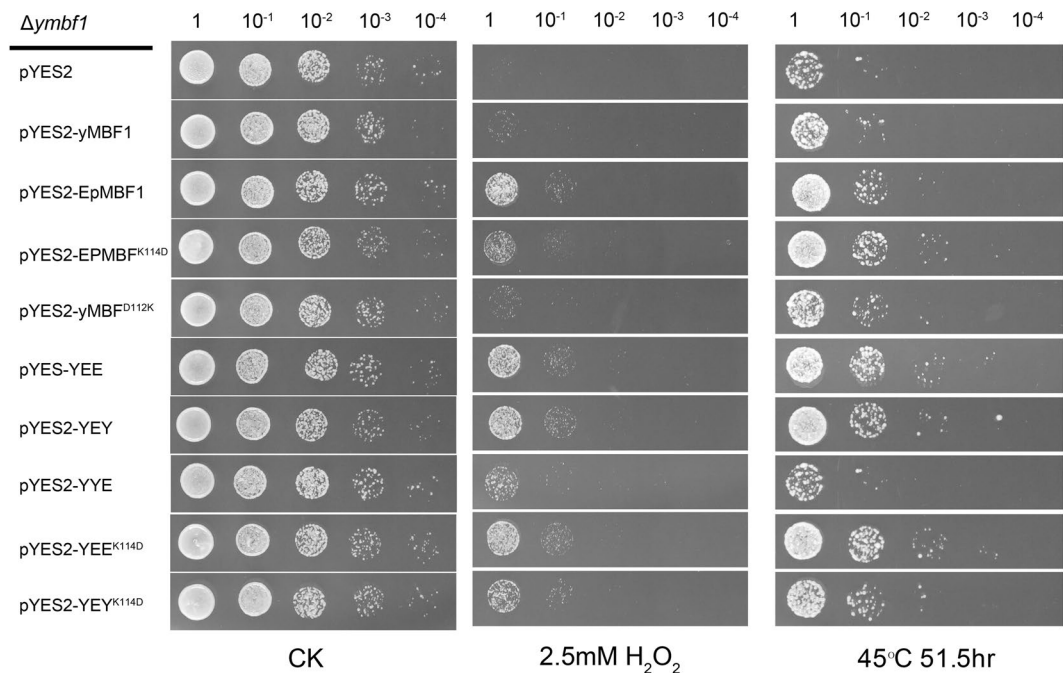 Δymbf1 1 10⁻¹ 10⁻² 10⁻³ 10⁻⁴ 1 10⁻¹ 10⁻² 10⁻³ 10⁻⁴ 1 10⁻¹ 10⁻² 10⁻³ 10⁻⁴
pYES2
pYES2-yMBF1
pYES2-EpMBF1
pYES2-EPMBFᴷ¹¹⁴ᴰ
pYES2-yMBFᴰ¹¹²ᴷ
pYES-YEE
pYES2-YEY
pYES2-YYE
pYES2-YEEᴷ¹¹⁴ᴰ
pYES2-YEYᴷ¹¹⁴ᴰ
CK 2.5mM H₂O₂ 45°C 51.5hr